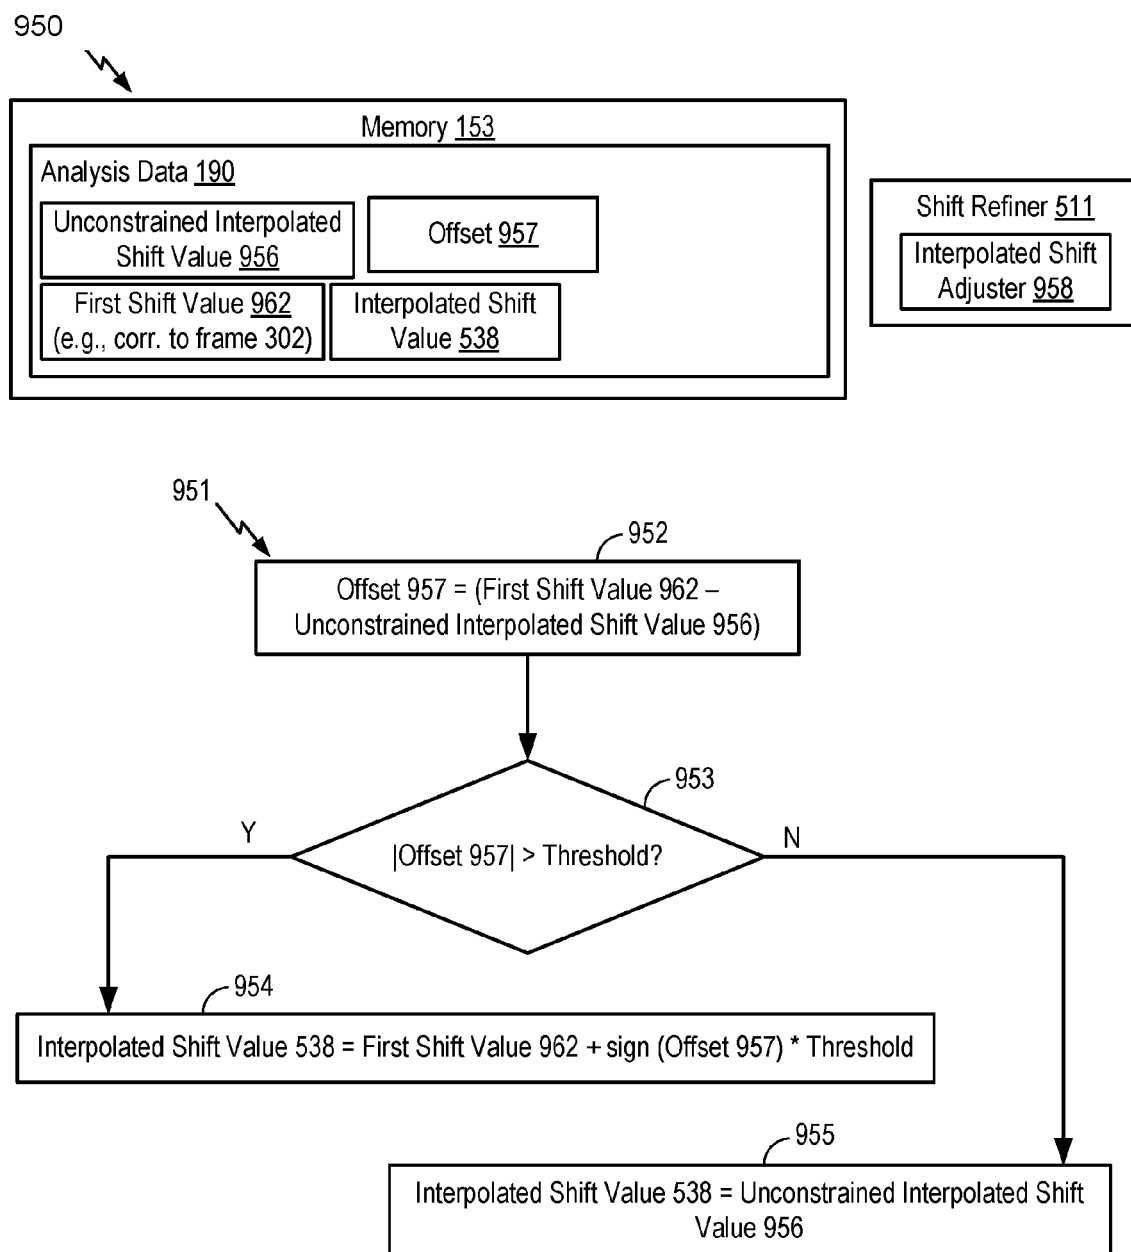 950
Memory 153
Analysis Data 190
Unconstrained Interpolated
Shift Value 956
Offset 957
First Shift Value 962
(e.g., corr. to frame 302)
Interpolated Shift
Value 538
Shift Refiner 511
Interpolated Shift
Adjuster 958
951
952
Offset 957 = (First Shift Value 962 –
Unconstrained Interpolated Shift Value 956)
953
Y
|Offset 957| > Threshold?
N
954
Interpolated Shift Value 538 = First Shift Value 962 + sign (Offset 957) * Threshold
955
Interpolated Shift Value 538 = Unconstrained Interpolated Shift
Value 956